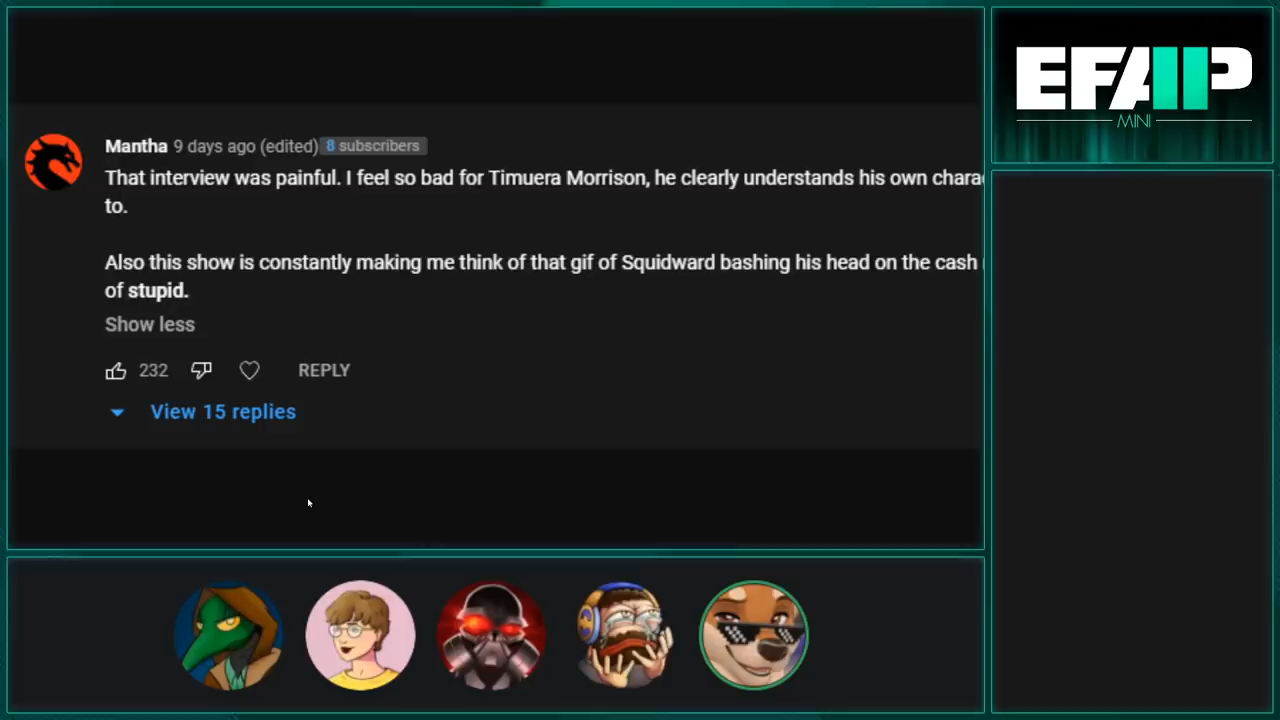 EFAP
MINI
Mantha 9 days ago (edited) 8 subscribers
That interview was painful. I feel so bad for Timuera Morrison, he clearly understands his own chara
to.
Also this show is constantly making me think of that gif of Squidward bashing his head on the cash
of stupid.
Show less
232 REPLY
View 15 replies